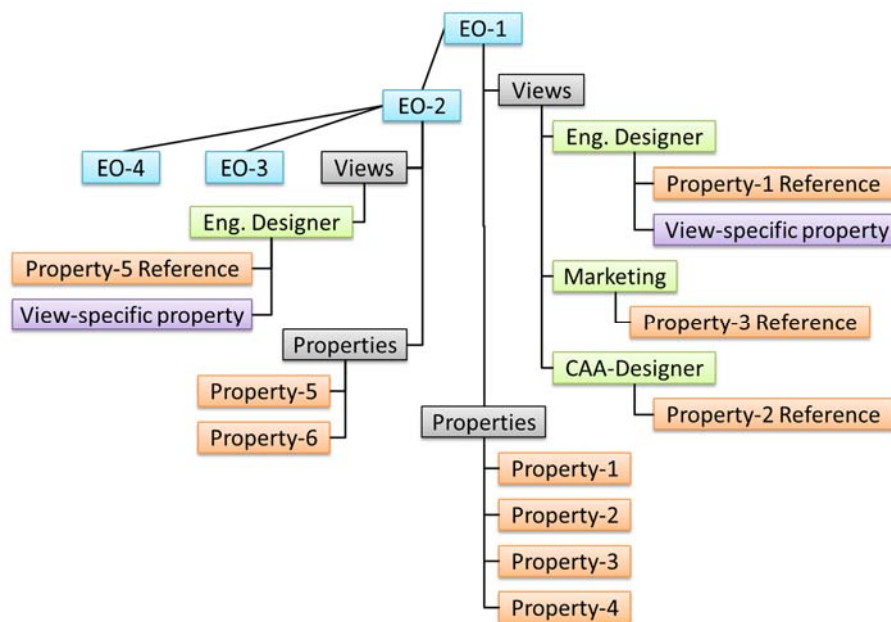 EO-1
EO-2
Views
EO-4
EO-3
Views
Eng. Designer
Eng. Designer
Property-1 Reference
Property-5 Reference
View-specific property
View-specific property
Marketing
Properties
Property-3 Reference
Property-5
CAA-Designer
Property-6
Properties
Property-2 Reference
Property-1
Property-2
Property-3
Property-4